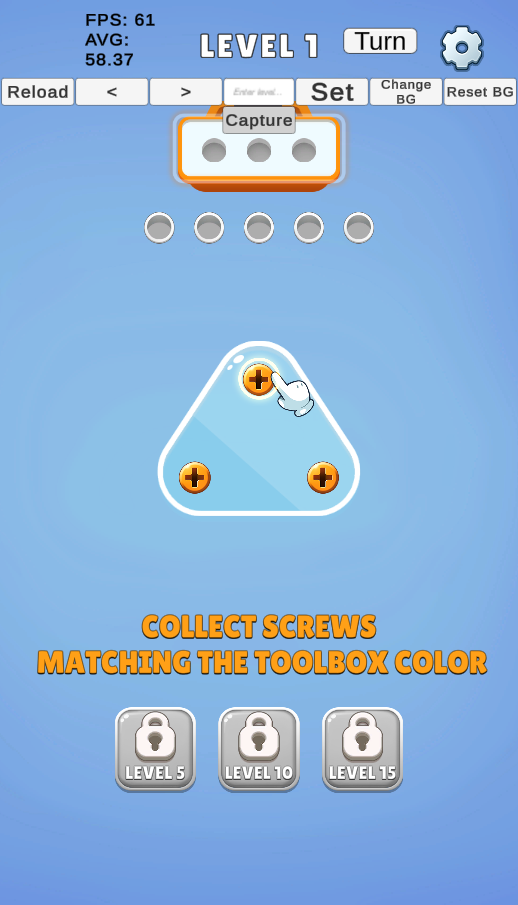 FPS: 61
AVG:
58.37
LEVEL 1
Turn
Reload
<
>
Enter level...
Set
Change
BG
Reset BG
Capture
COLLECT SCREWS
MATCHING THE TOOLBOX COLOR
LEVEL 5
LEVEL 10
LEVEL 15